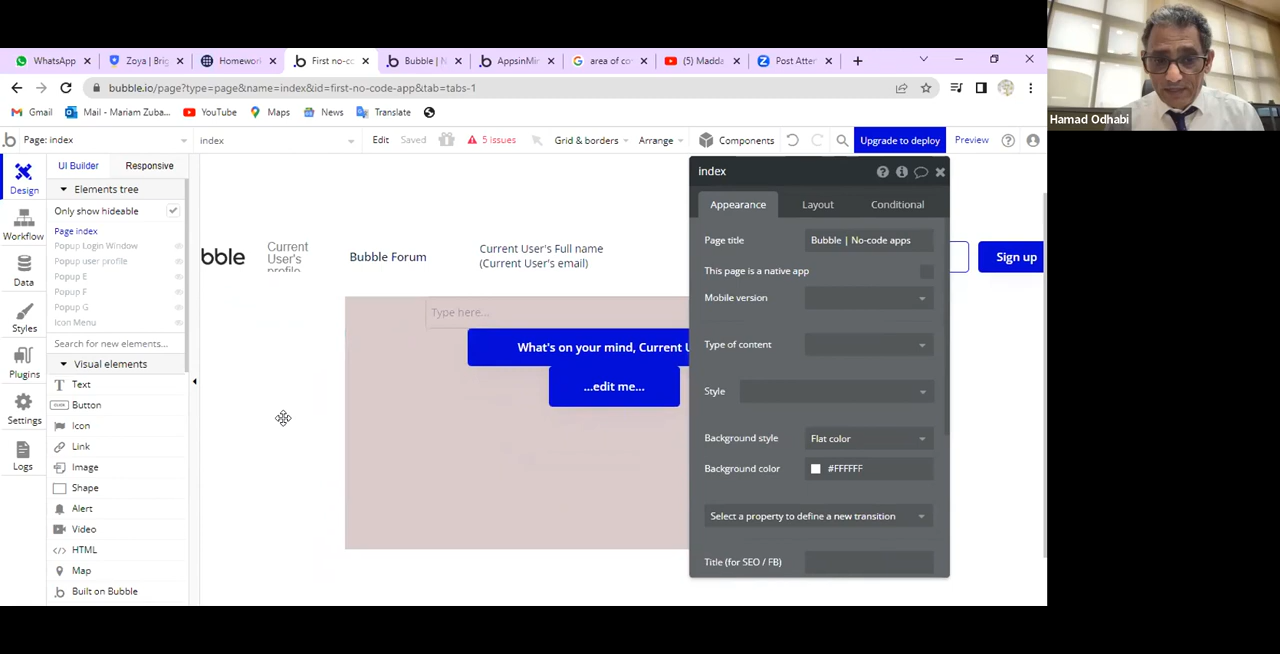 WhatsApp
Zoya | Brig
Homework
First no-co
Bubble | N
AppsinMin
area of co
(5) Madda
Post Atten
bubble.io/page?type=page&name=index&id=first-no-code-app&tab=tabs-1
Gmail
Mail - Mariam Zuba...
YouTube
Maps
News
Translate
Hamad Odhabi
Page: index
index
Edit
Saved
5 issues
Grid & borders
Arrange
Components
Upgrade to deploy
Preview
Design
Workflow
Data
Styles
Plugins
Settings
Logs
UI Builder
Responsive
Elements tree
Only show hideable
Page index
Popup Login Window
Popup user profile
Popup E
Popup F
Popup G
Icon Menu
Search for new elements...
Visual elements
Text
Button
Icon
Link
Image
Shape
Alert
Video
HTML
Map
Built on Bubble
bble
Current
User's
profile
Bubble Forum
Current User's Full name
(Current User's email)
Sign up
Type here...
What's on your mind, Current U
...edit me...
index
Appearance
Layout
Conditional
Page title
Bubble | No-code apps
This page is a native app
Mobile version
Type of content
Style
Background style
Flat color
Background color
#FFFFFF
Select a property to define a new transition
Title (for SEO / FB)